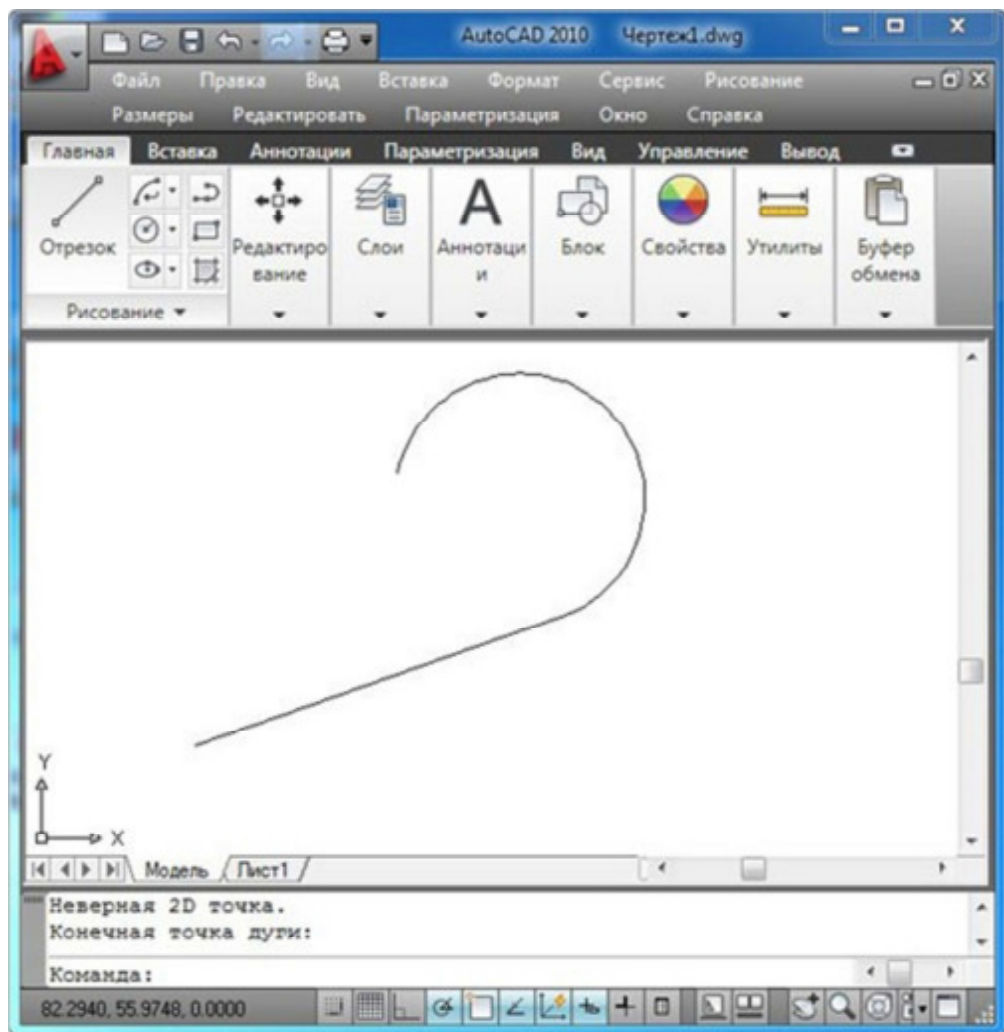 AutoCAD 2010 Чертеж1.dwg
Файл Правка Вид Вставка Формат Сервис Рисование
Размеры Редактировать Параметризация Окно Справка
Главная Вставка Аннотации Параметризация Вид Управление Вывод
Отрезок
Редактиро
вание
Слои
Аннотаци
и
Блок
Свойства
Утилиты
Буфер
обмена
Рисование
Y
X
Модель Лист1
Неверная 2D точка.
Конечная точка дуги:
Команда:
82.2940, 55.9748, 0.0000